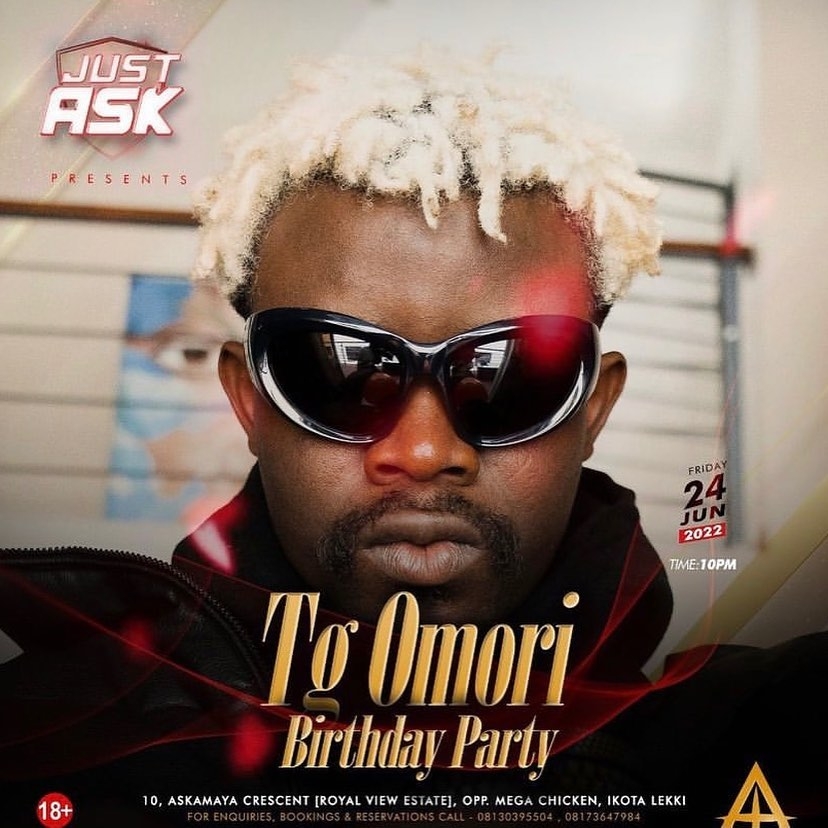 JUST
ASK
PRESENTS
FRIDAY
24
JUN
2022
TIME:10PM
Tg Omori
Birthday Party
18+
10, ASKAMAYA CRESCENT [ROYAL VIEW ESTATE], OPP. MEGA CHICKEN, IKOTA LEKKI
FOR ENQUIRIES, BOOKINGS & RESERVATIONS CALL - 08130395504 , 08173647984